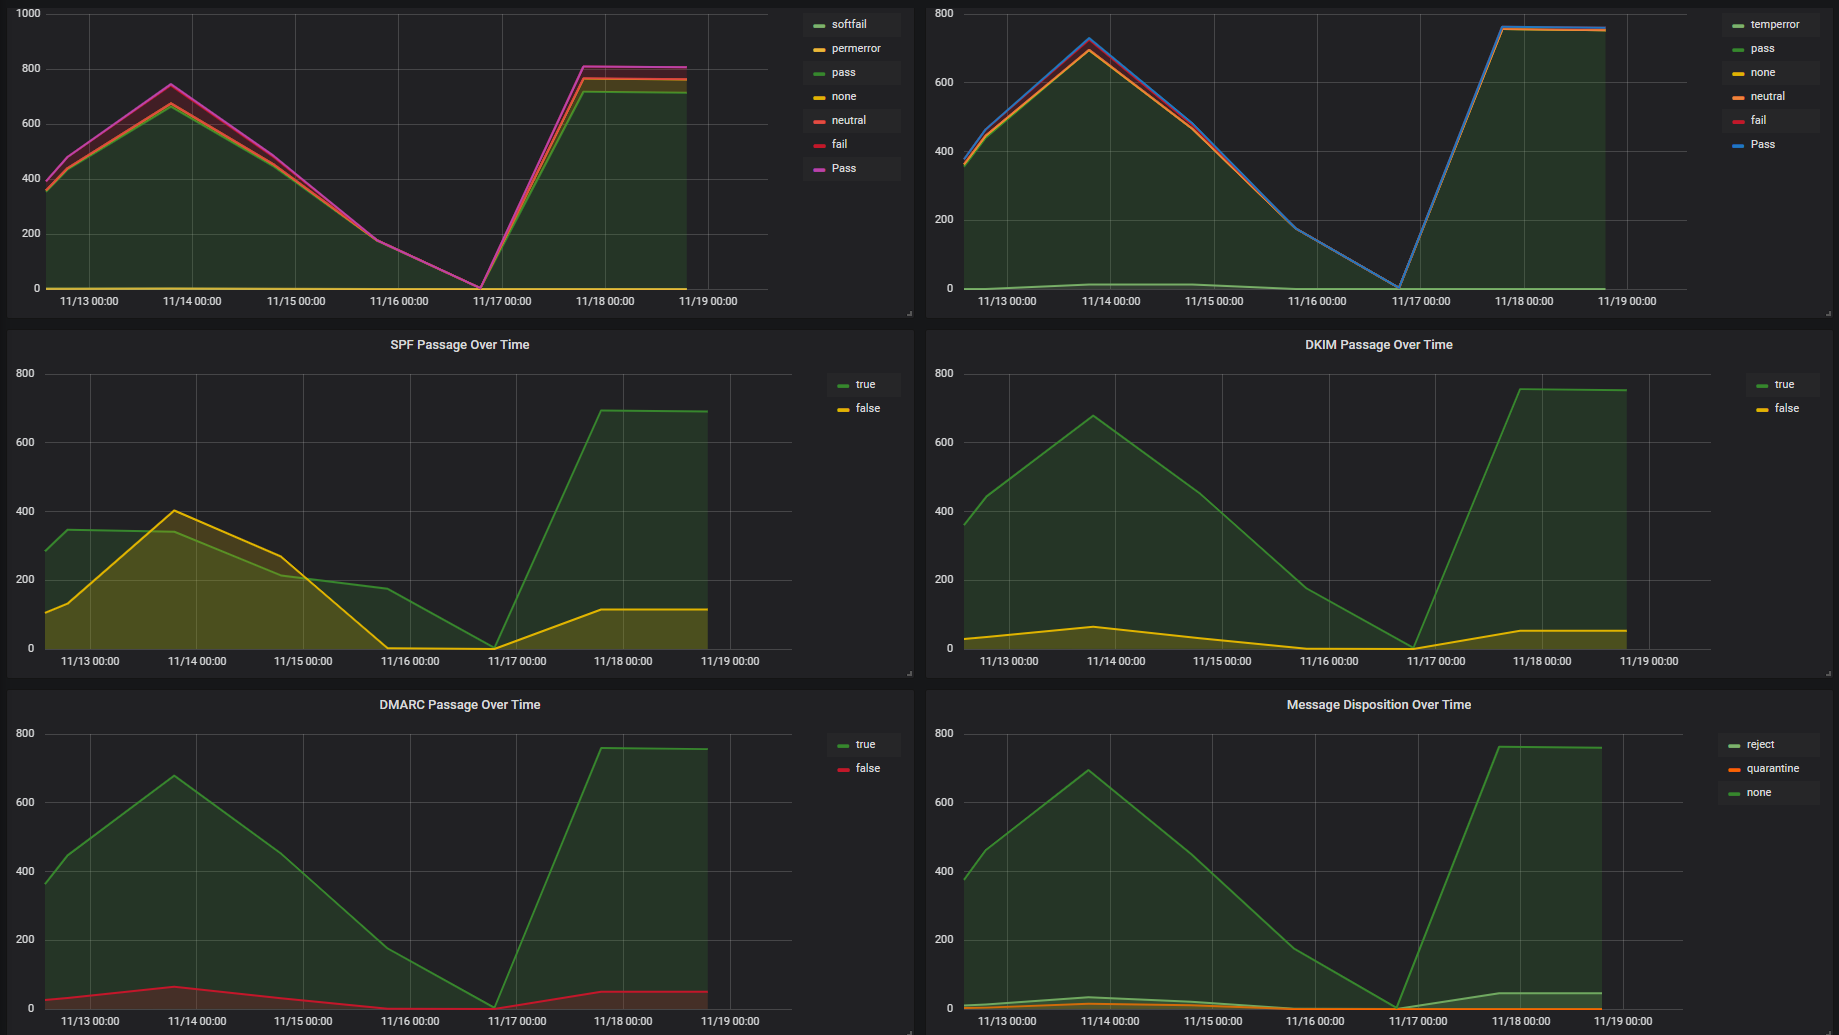 1000
800
600
400
200
0
11/13 00:00 11/14 00:00 11/15 00:00 11/16 00:00 11/17 00:00 11/18 00:00 11/19 00:00
softfail
permerror
pass
none
neutral
fail
Pass
800
600
400
200
0
11/13 00:00 11/14 00:00 11/15 00:00 11/16 00:00 11/17 00:00 11/18 00:00 11/19 00:00
temperror
pass
none
neutral
fail
Pass
SPF Passage Over Time
800
600
400
200
0
11/13 00:00 11/14 00:00 11/15 00:00 11/16 00:00 11/17 00:00 11/18 00:00 11/19 00:00
true
false
DKIM Passage Over Time
800
600
400
200
0
11/13 00:00 11/14 00:00 11/15 00:00 11/16 00:00 11/17 00:00 11/18 00:00 11/19 00:00
true
false
DMARC Passage Over Time
800
600
400
200
0
11/13 00:00 11/14 00:00 11/15 00:00 11/16 00:00 11/17 00:00 11/18 00:00 11/19 00:00
true
false
Message Disposition Over Time
800
600
400
200
0
11/13 00:00 11/14 00:00 11/15 00:00 11/16 00:00 11/17 00:00 11/18 00:00 11/19 00:00
reject
quarantine
none